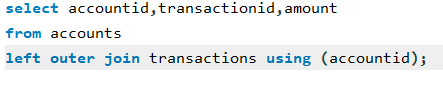 select accountid,transactionid,amount
from accounts
left outer join transactions using (accountid);